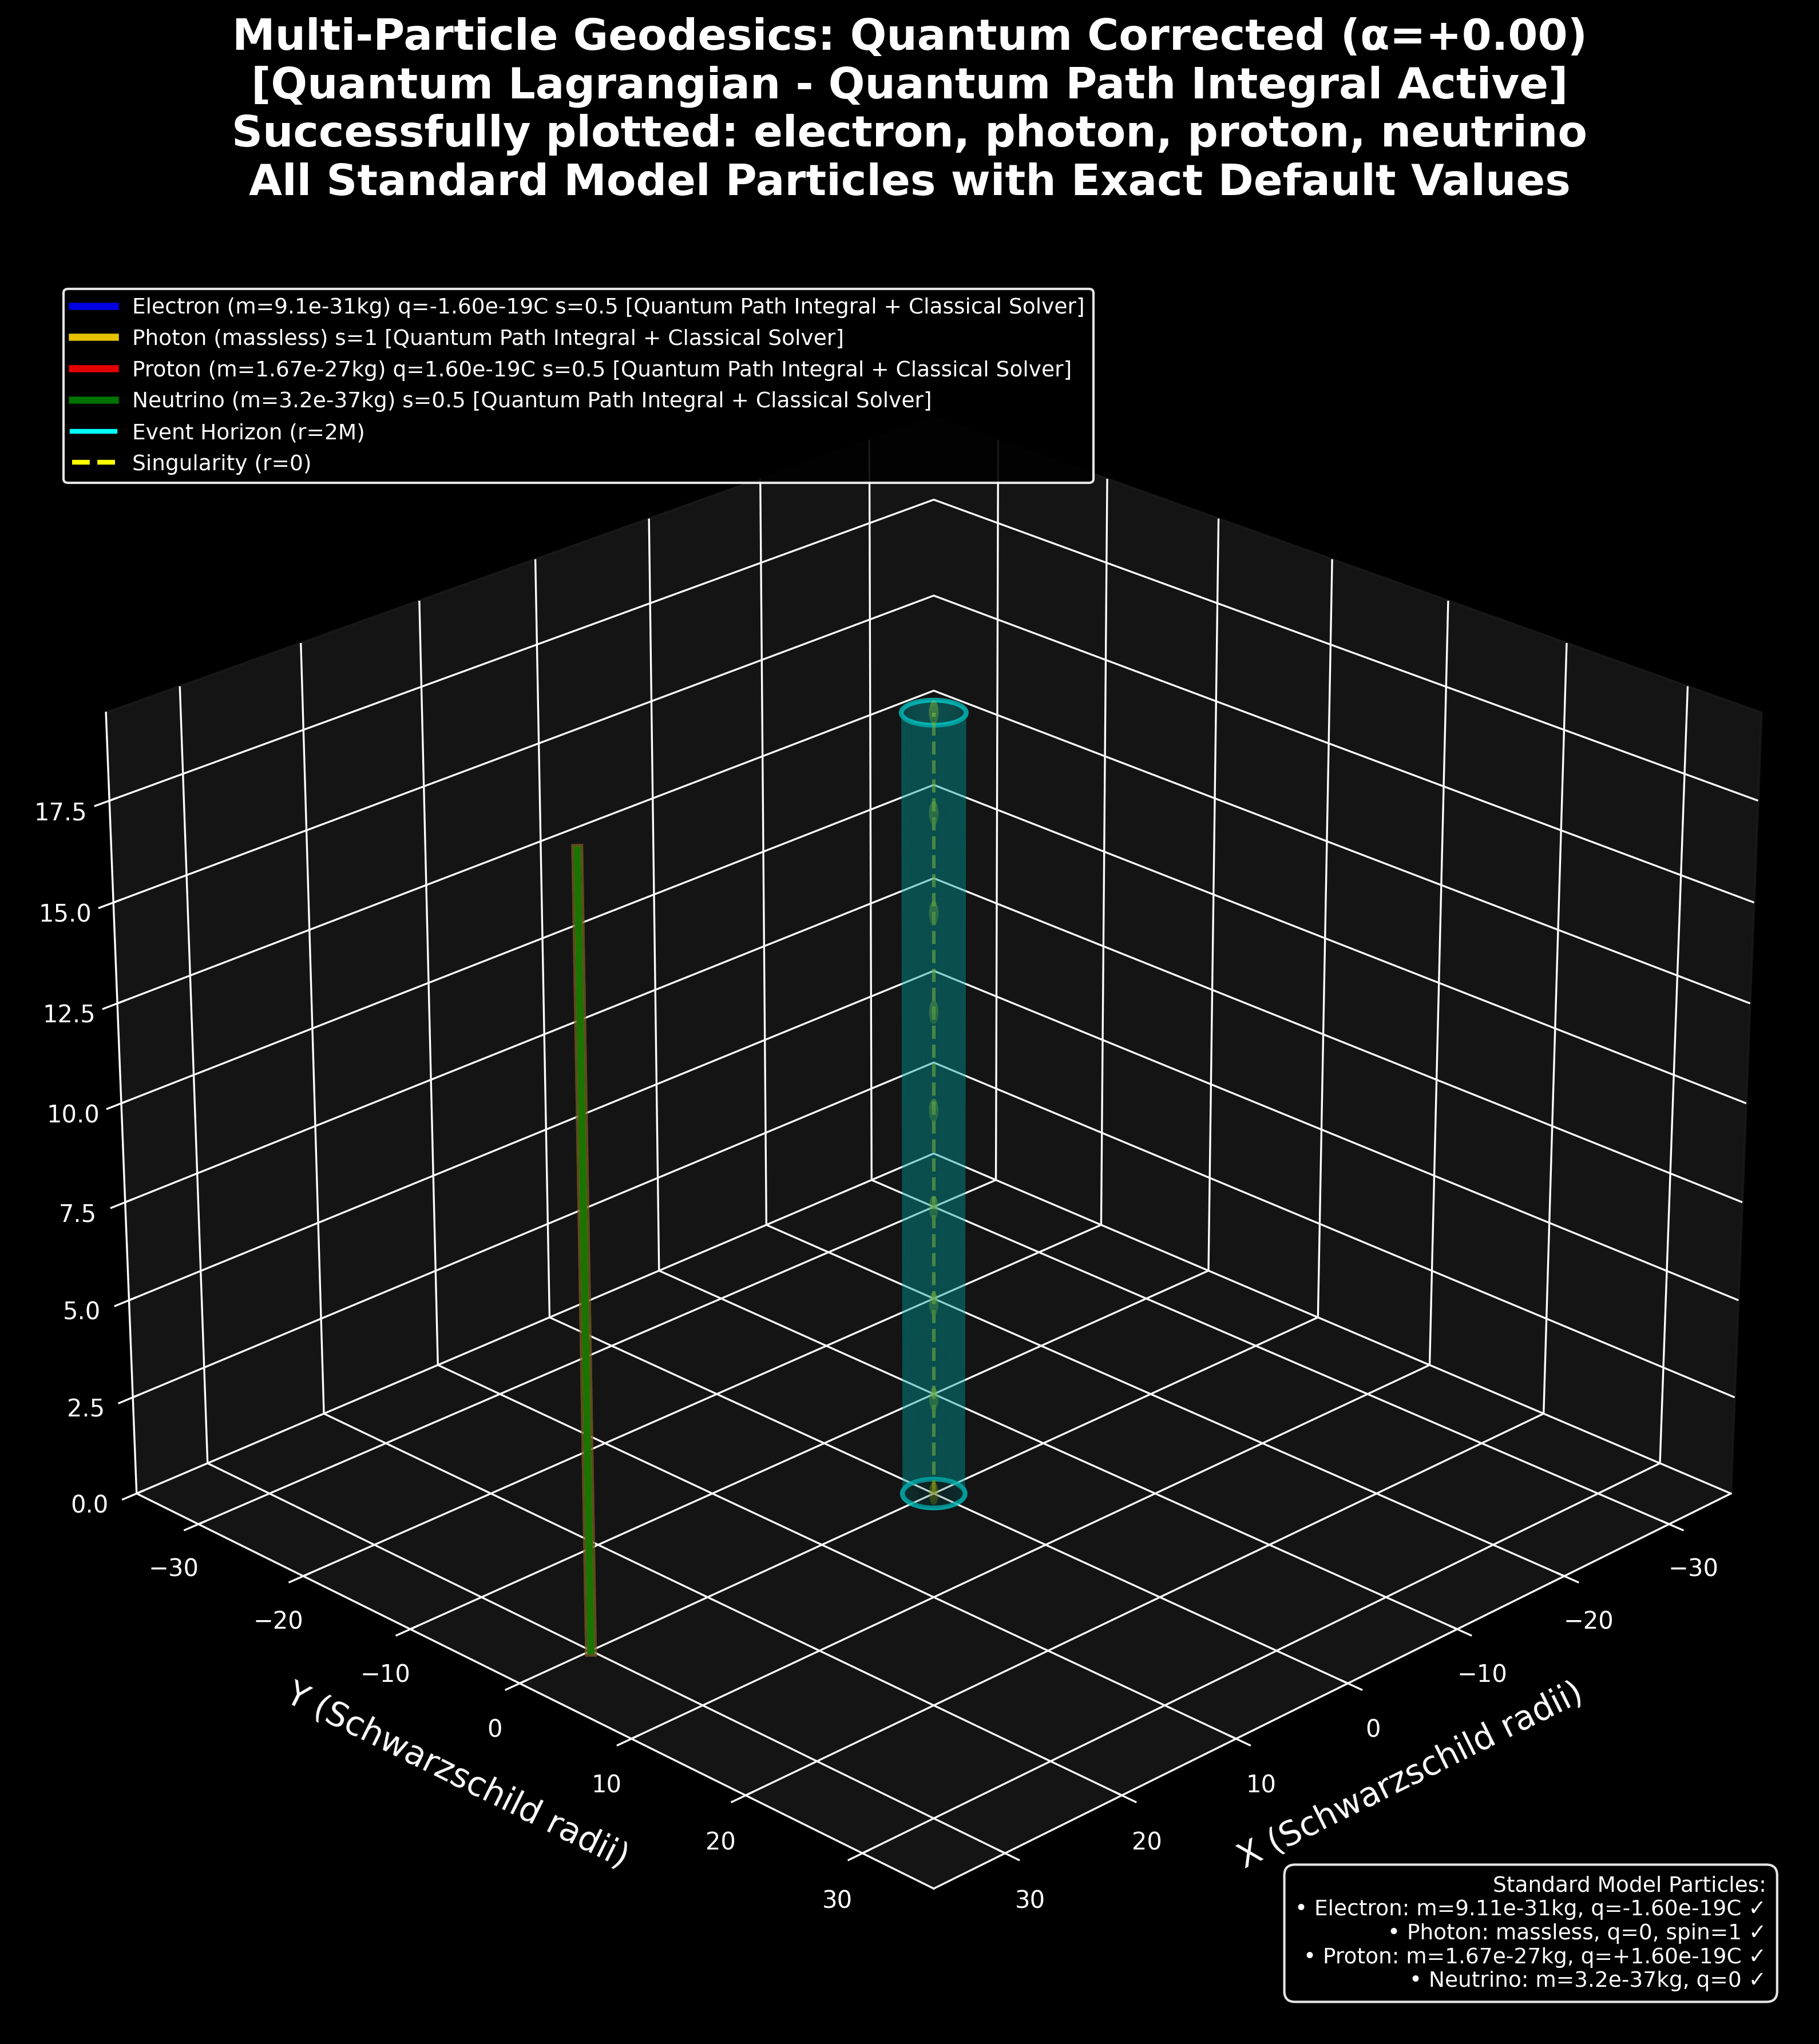 Multi-Particle Geodesics: Quantum Corrected (α=+0.00)
[Quantum Lagrangian - Quantum Path Integral Active]
Successfully plotted: electron, photon, proton, neutrino
All Standard Model Particles with Exact Default Values
Electron (m=9.1e-31kg) q=-1.60e-19C s=0.5 [Quantum Path Integral + Classical Solver]
Photon (massless) s=1 [Quantum Path Integral + Classical Solver]
Proton (m=1.67e-27kg) q=1.60e-19C s=0.5 [Quantum Path Integral + Classical Solver]
Neutrino (m=3.2e-37kg) s=0.5 [Quantum Path Integral + Classical Solver]
Event Horizon (r=2M)
Singularity (r=0)
17.5
15.0
12.5
10.0
7.5
5.0
2.5
0.0
−30
−20
−10
0
10
20
30
Y (Schwarzschild radii)
−30
−20
−10
0
10
20
30
X (Schwarzschild radii)
Standard Model Particles:
• Electron: m=9.11e-31kg, q=-1.60e-19C ✓
• Photon: massless, q=0, spin=1 ✓
• Proton: m=1.67e-27kg, q=+1.60e-19C ✓
• Neutrino: m=3.2e-37kg, q=0 ✓